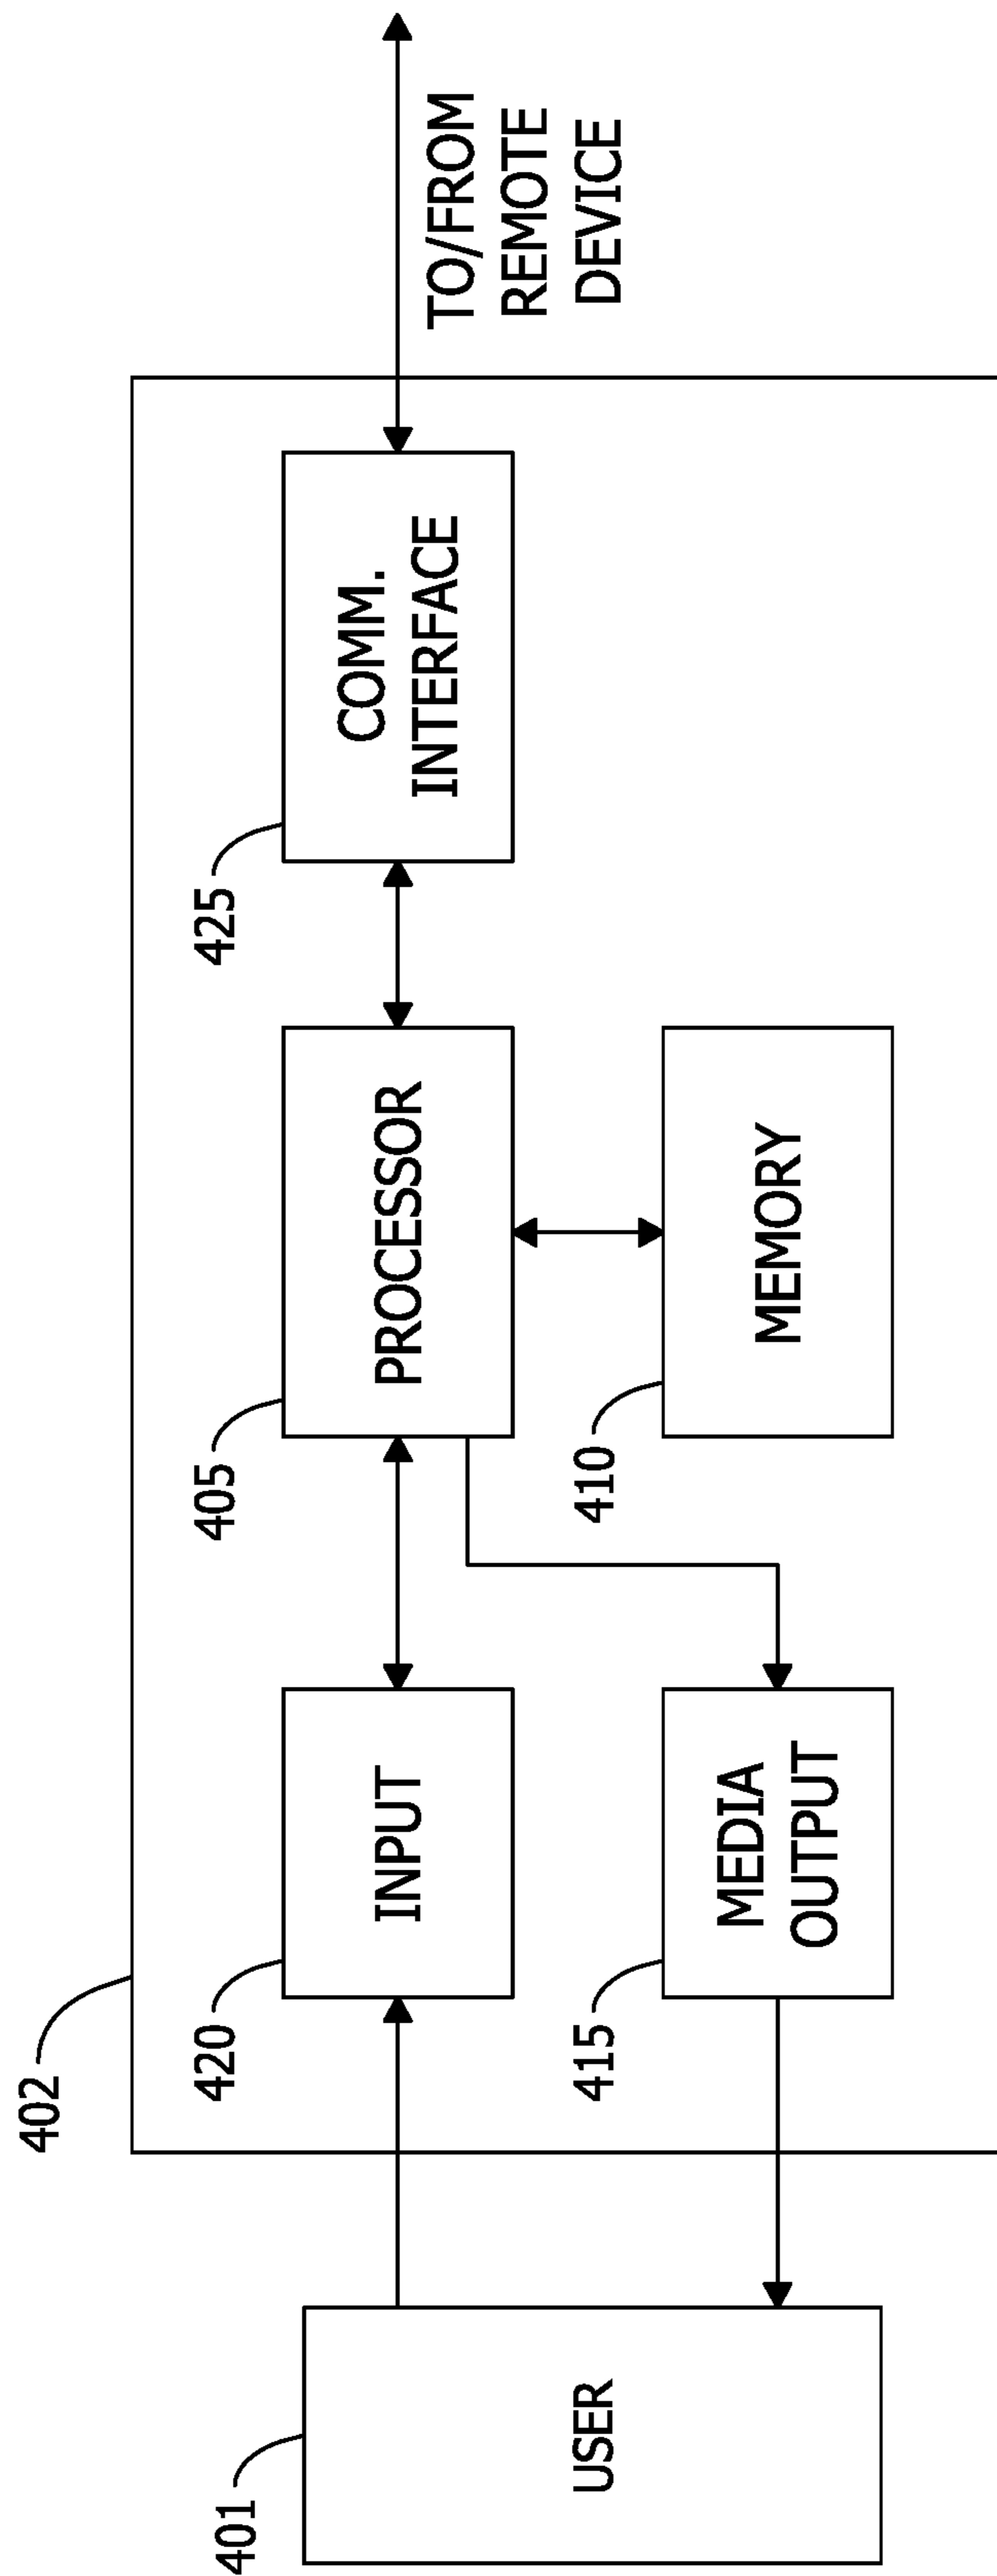 402
401
USER
420
INPUT
415
MEDIA
OUTPUT
405
PROCESSOR
410
MEMORY
425
COMM.
INTERFACE
TO/FROM
REMOTE
DEVICE